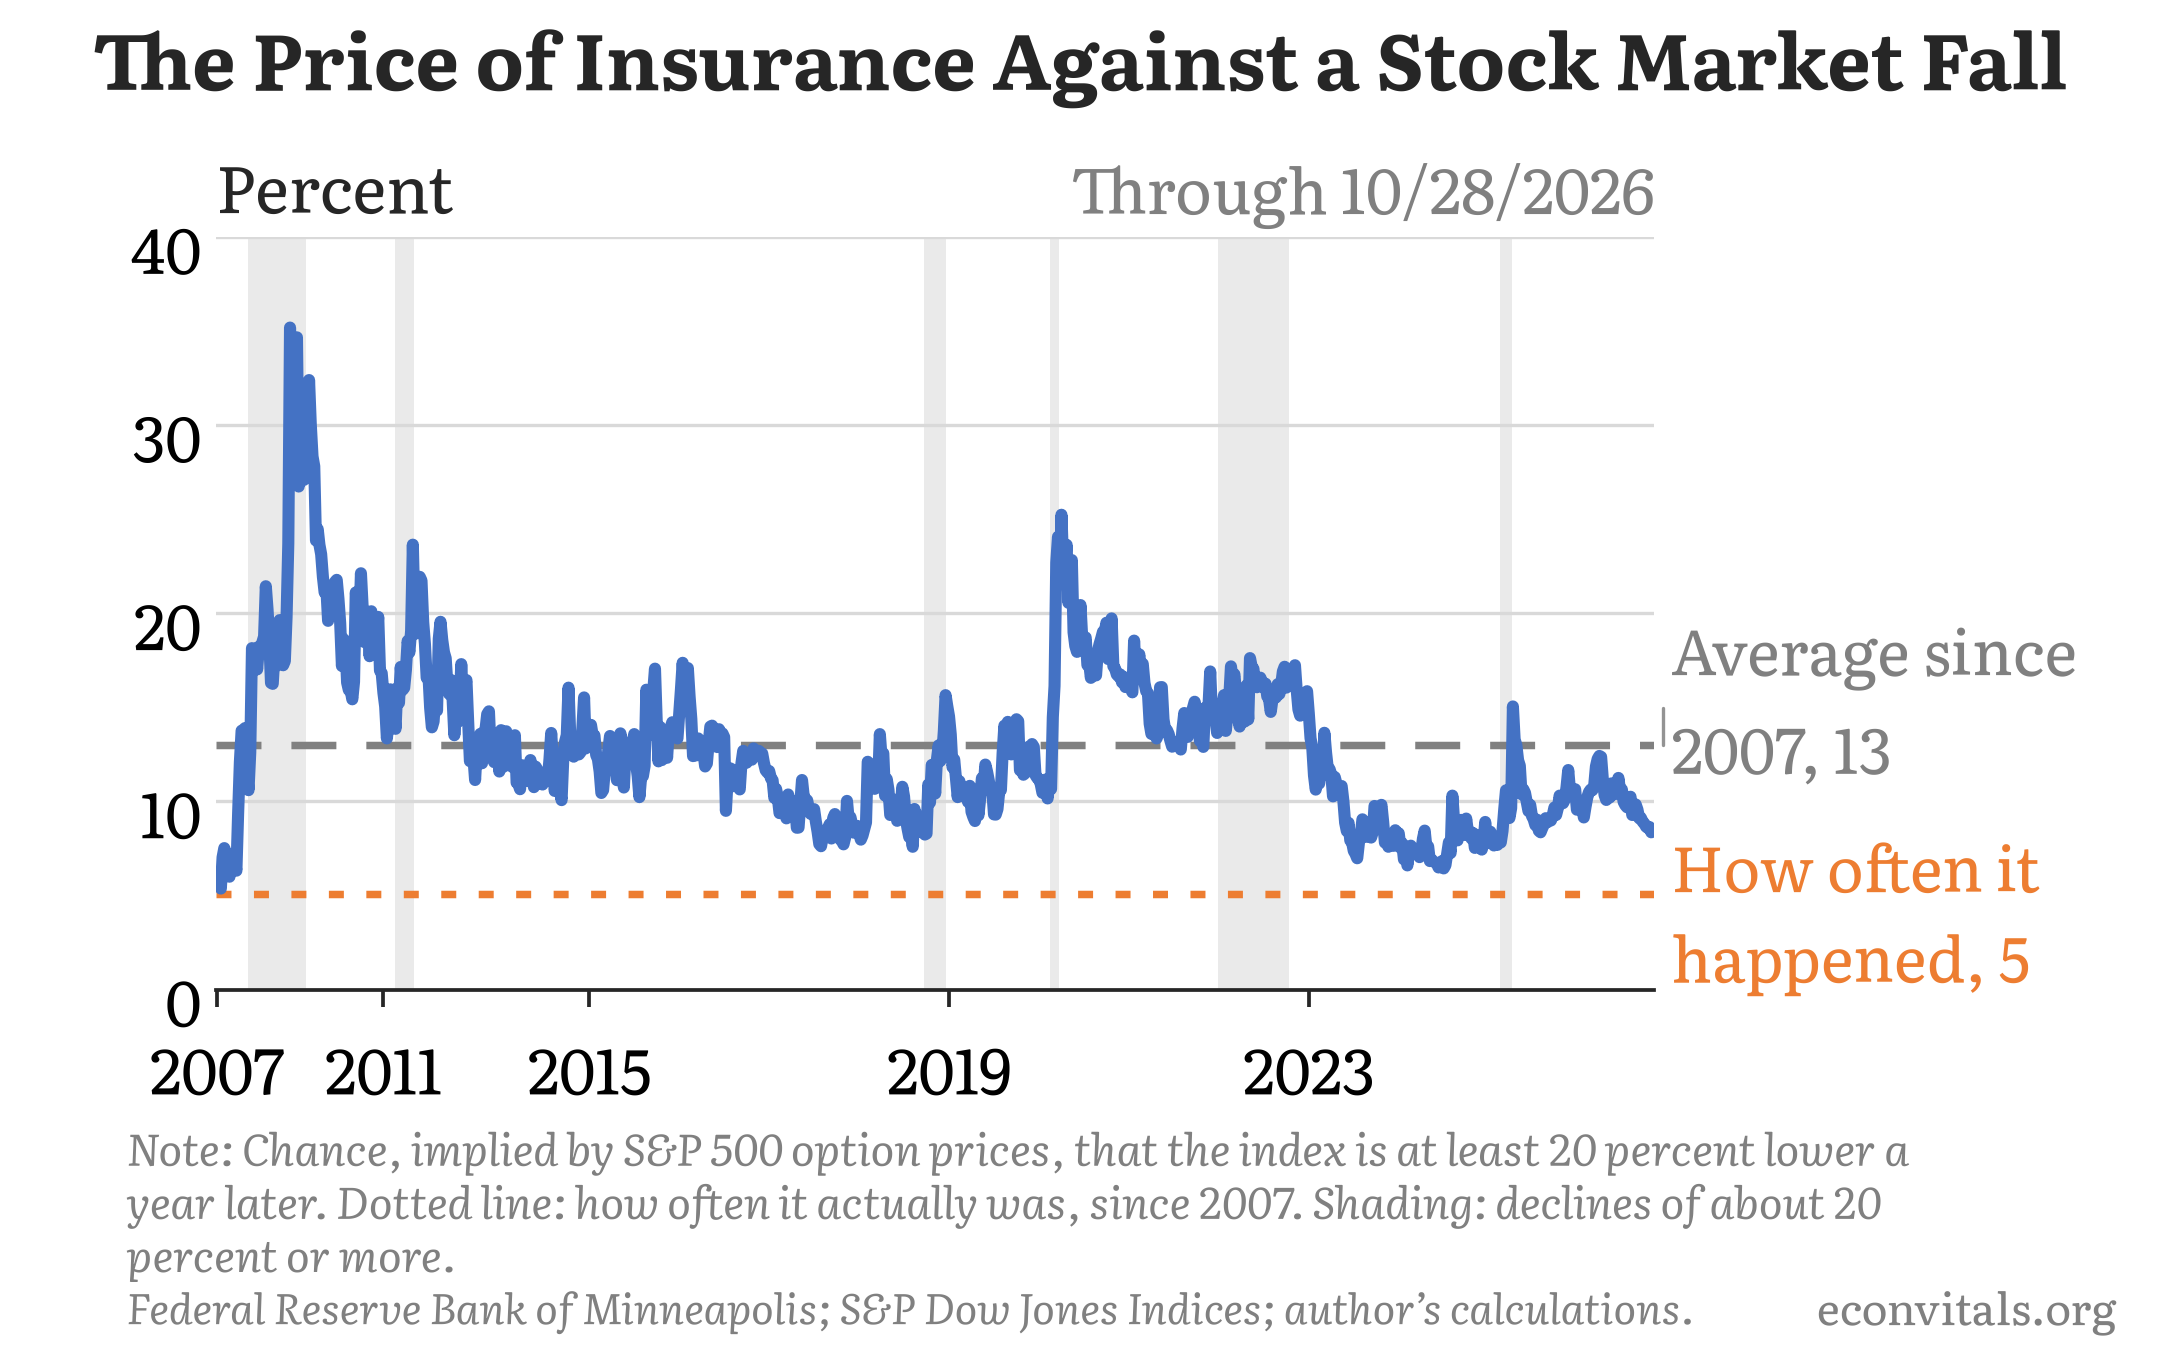 The Price of Insurance Against a Stock Market Fall
Percent
Through 10/28/2026
40
30
20
10
0
2007
2011
2015
2019
2023
Average since
2007, 13
How often it
happened, 5
Note: Chance, implied by S&P 500 option prices, that the index is at least 20 percent lower a
year later. Dotted line: how often it actually was, since 2007. Shading: declines of about 20
percent or more.
Federal Reserve Bank of Minneapolis; S&P Dow Jones Indices; author’s calculations.
econvitals.org